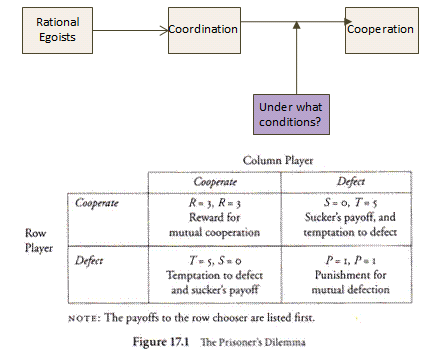 Rational
Egoists
Coordination
Cooperation
Under what
conditions?
Column Player
Cooperate
Defect
Row
Player
Cooperate
R = 3, R = 3
Reward for
mutual cooperation
S = 0, T = 5
Sucker's payoff, and
temptation to defect
Defect
T = 5, S = 0
Temptation to defect
and sucker's payoff
P = 1, P = 1
Punishment for
mutual defection
NOTE: The payoffs to the row chooser are listed first.
Figure 17.1 The Prisoner's Dilemma